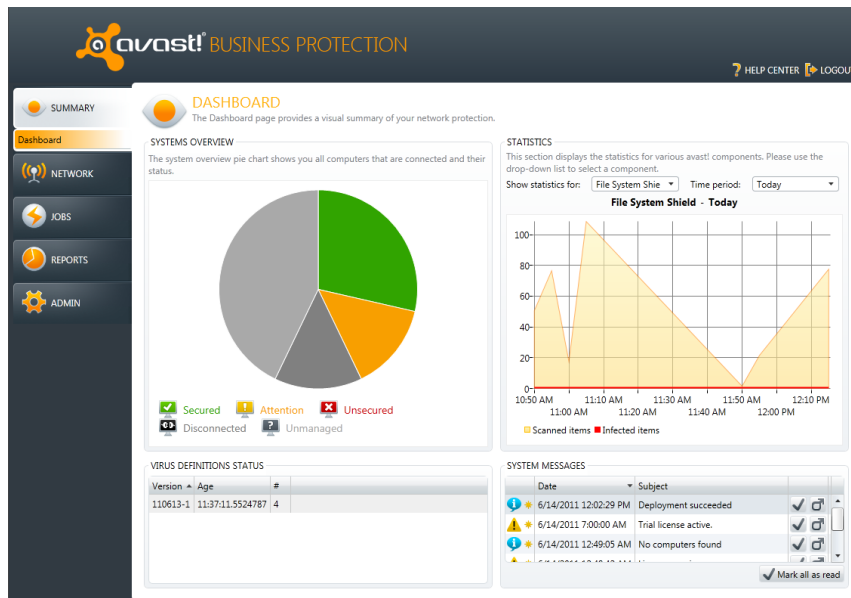 avast! BUSINESS PROTECTION
HELP CENTER LOGOU
SUMMARY
Dashboard
NETWORK
JOBS
REPORTS
ADMIN
DASHBOARD
The Dashboard page provides a visual summary of your network protection.
SYSTEMS OVERVIEW
The system overview pie chart shows you all computers that are connected and their
status.
Secured Attention Unsecured
Disconnected Unmanaged
STATISTICS
This section displays the statistics for various avast! components. Please use the
drop-down list to select a component.
Show statistics for: File System Shie Time period: Today
File System Shield - Today
100
80
60
40
20
0
10:50 AM 11:10 AM 11:30 AM 11:50 AM 12:10 PM
11:00 AM 11:20 AM 11:40 AM 12:00 PM
Scanned items Infected items
VIRUS DEFINITIONS STATUS
Version Age #
110613-1 11:37:11.5524787 4
SYSTEM MESSAGES
Date Subject
6/14/2011 12:02:29 PM Deployment succeeded
6/14/2011 7:00:00 AM Trial license active.
6/14/2011 12:49:05 AM No computers found
Mark all as read